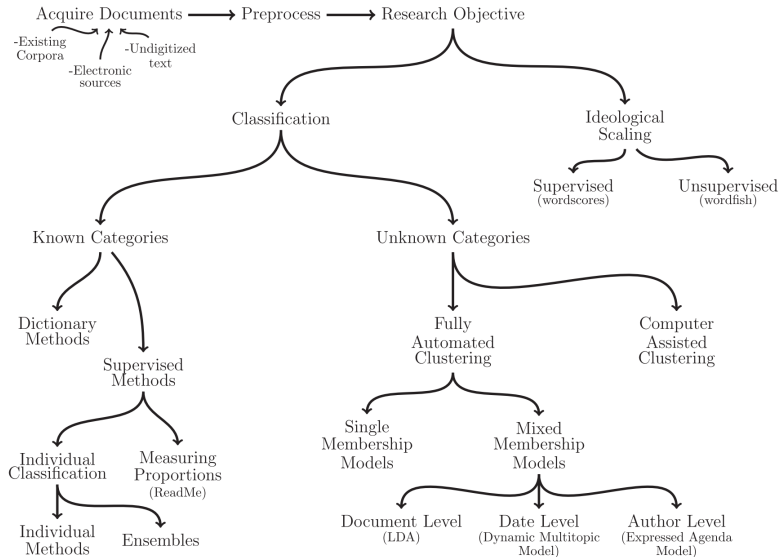 Acquire Documents
Preprocess
Research Objective
-Existing
Corpora
-Electronic
sources
-Undigitized
text
Classification
Ideological
Scaling
Supervised
(wordscores)
Unsupervised
(wordfish)
Known Categories
Unknown Categories
Dictionary
Methods
Supervised
Methods
Fully
Automated
Clustering
Computer
Assisted
Clustering
Individual
Classification
Measuring
Proportions
(ReadMe)
Single
Membership
Models
Mixed
Membership
Models
Individual
Methods
Ensembles
Document Level
(LDA)
Date Level
(Dynamic Multitopic
Model)
Author Level
(Expressed Agenda
Model)